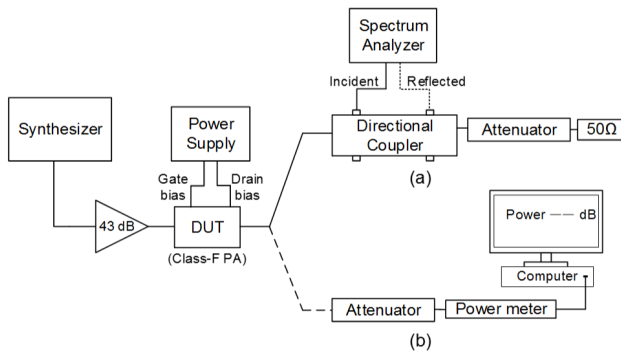 Spectrum
Analyzer
Incident
Reflected
Synthesizer
Power
Supply
Directional
Coupler
Attenuator
50Ω
(a)
Gate
bias
Drain
bias
43 dB
DUT
(Class-F PA)
Power — — dB
Computer
Attenuator
Power meter
(b)